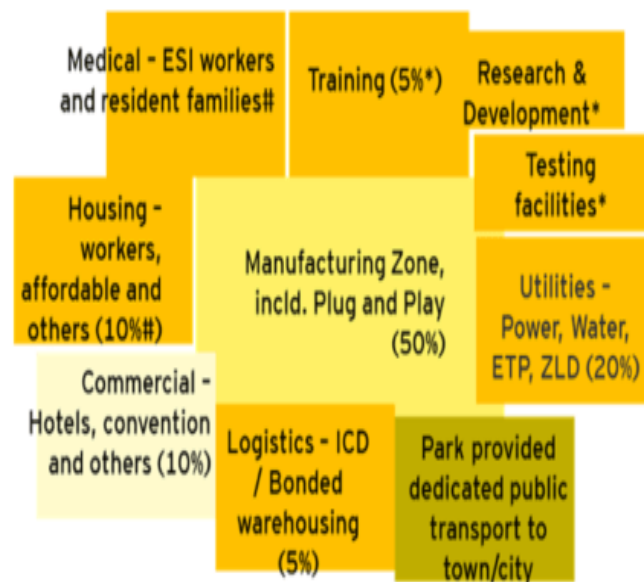 Medical – ESI workers
and resident families#
Training (5%*)
Research &
Development*
Testing
facilities*
Housing –
workers,
affordable and
others (10%#)
Manufacturing Zone,
incld. Plug and Play
(50%)
Utilities –
Power, Water,
ETP, ZLD (20%)
Commercial –
Hotels, convention
and others (10%)
Logistics – ICD
/ Bonded
warehousing
(5%)
Park provided
dedicated public
transport to
town/city